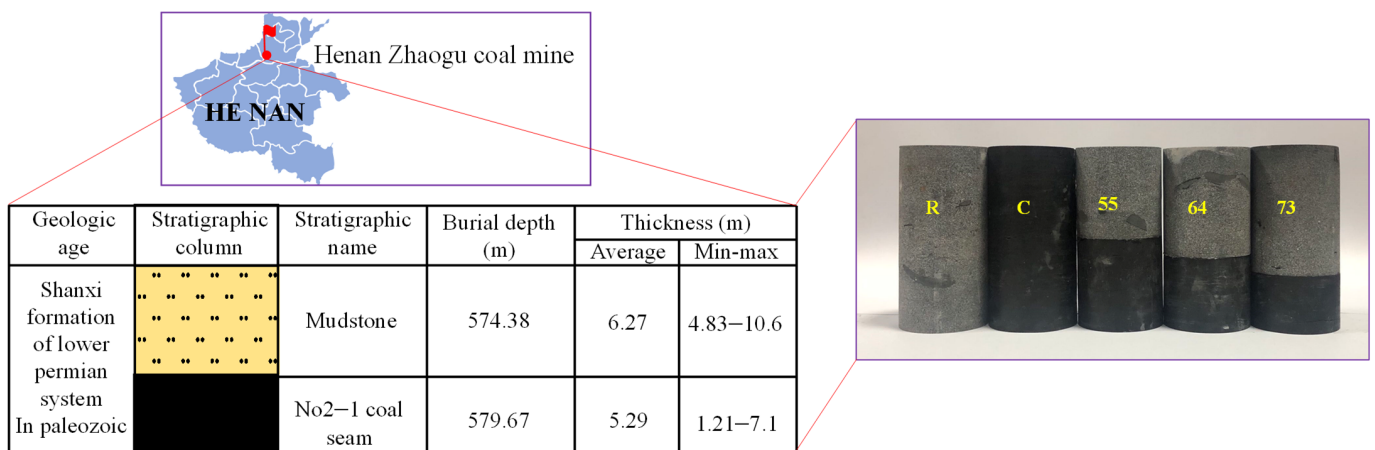 Henan Zhaogu coal mine
HE NAN
Geologic
age
Stratigraphic
column
Stratigraphic
name
Burial depth
(m)
Thickness (m)
Average
Min-max
Shanxi
formation
of lower
permian
system
In paleozoic
Mudstone
574.38
6.27
4.83–10.6
No2–1 coal
seam
579.67
5.29
1.21–7.1
R
C
55
64
73